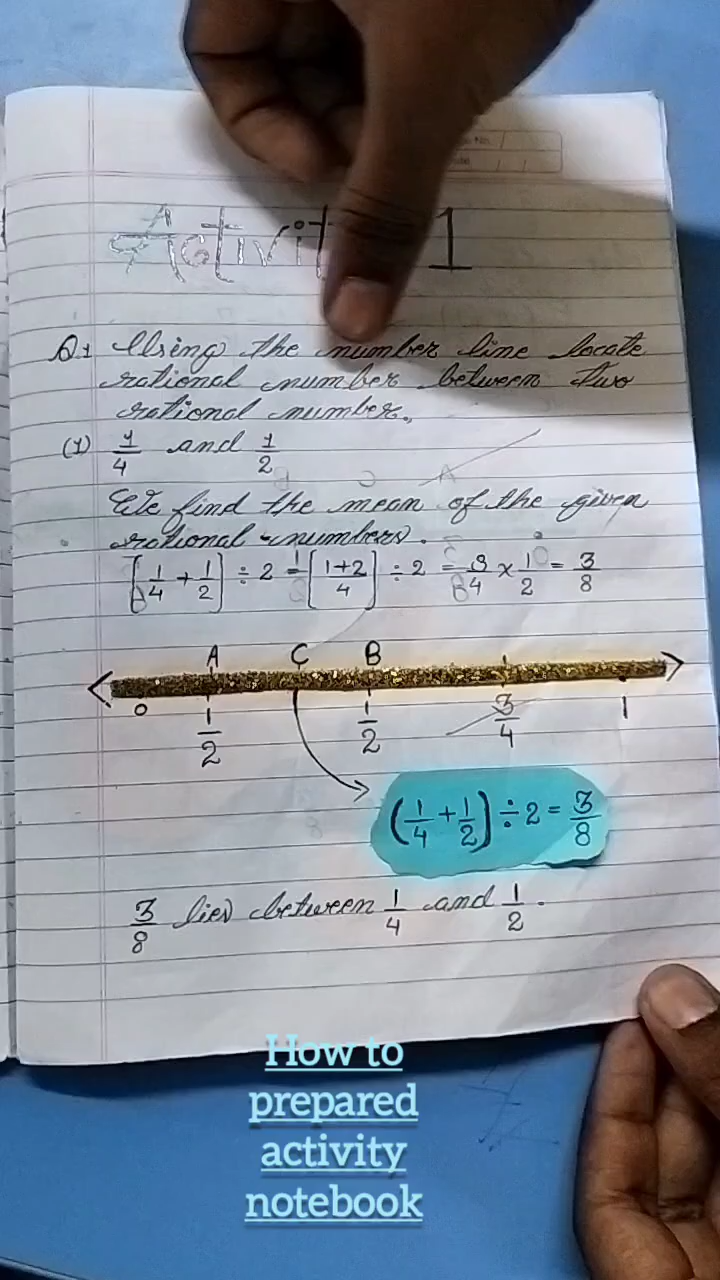 Activit 1
Q.1 Using the number line locate
rational number between two
rational number.
(1) 1/4 and 1/2
We find the mean of the given
rational numbers.
[1/4 + 1/2] ÷ 2 = [1+2/4] ÷ 2 = 3/4 × 1/2 = 3/8
A C B
0 1/2 1/2 3/4 1
(1/4 + 1/2) ÷ 2 = 3/8
3/8 lies between 1/4 and 1/2.
How to
prepared
activity
notebook